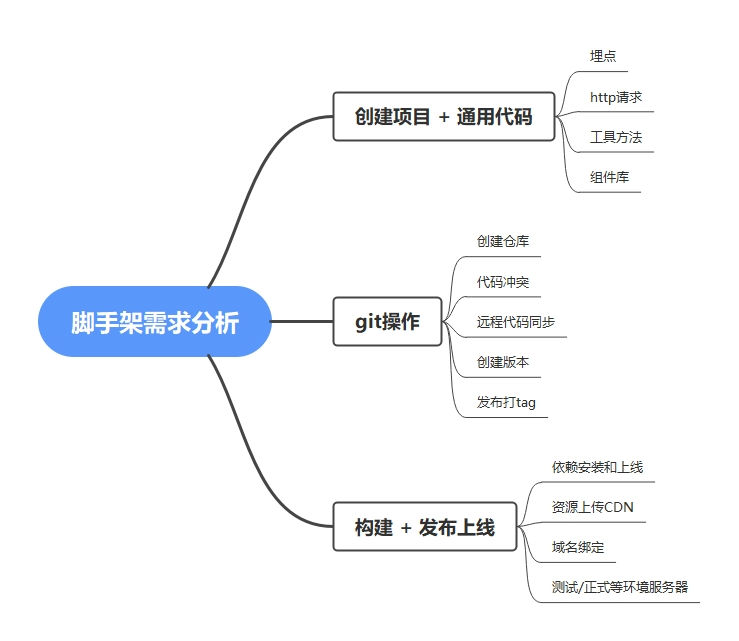 脚手架需求分析
创建项目 + 通用代码
埋点
http请求
工具方法
组件库
git操作
创建仓库
代码冲突
远程代码同步
创建版本
发布打tag
构建 + 发布上线
依赖安装和上线
资源上传CDN
域名绑定
测试/正式等环境服务器